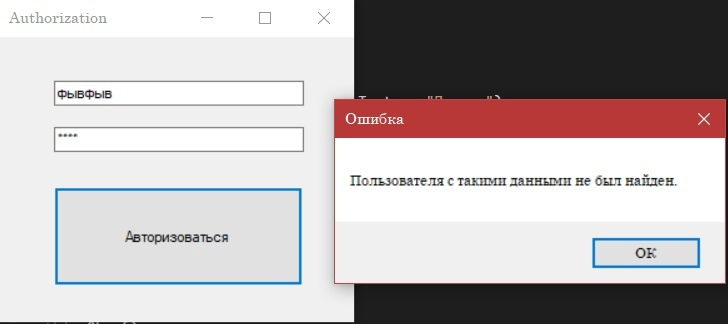 Authorization
фывфыв
****
Авторизоваться
Ошибка
Пользователя с такими данными не был найден.
ОК